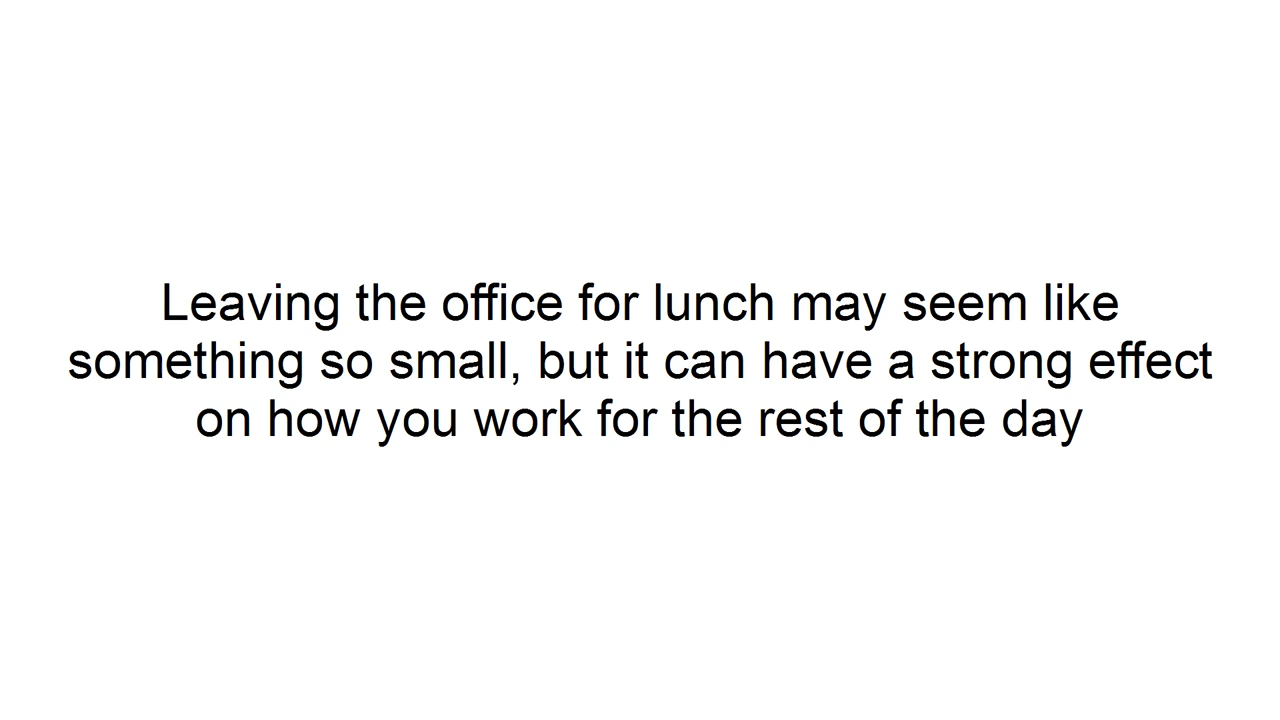 Leaving the office for lunch may seem like
something so small, but it can have a strong effect
on how you work for the rest of the day